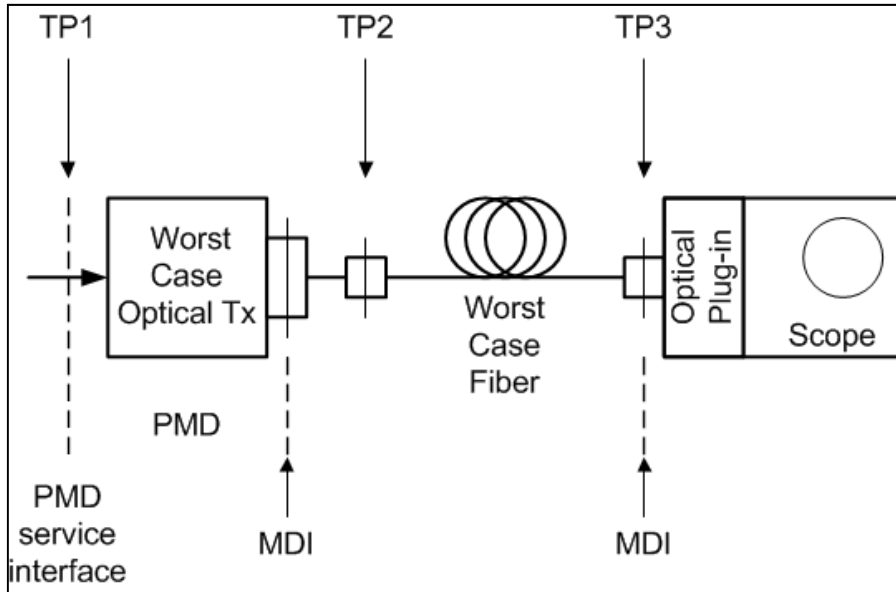 TP1
TP2
TP3
Worst
Case
Optical Tx
Worst
Case
Fiber
Optical
Plug-in
Scope
PMD
PMD
service
interface
MDI
MDI